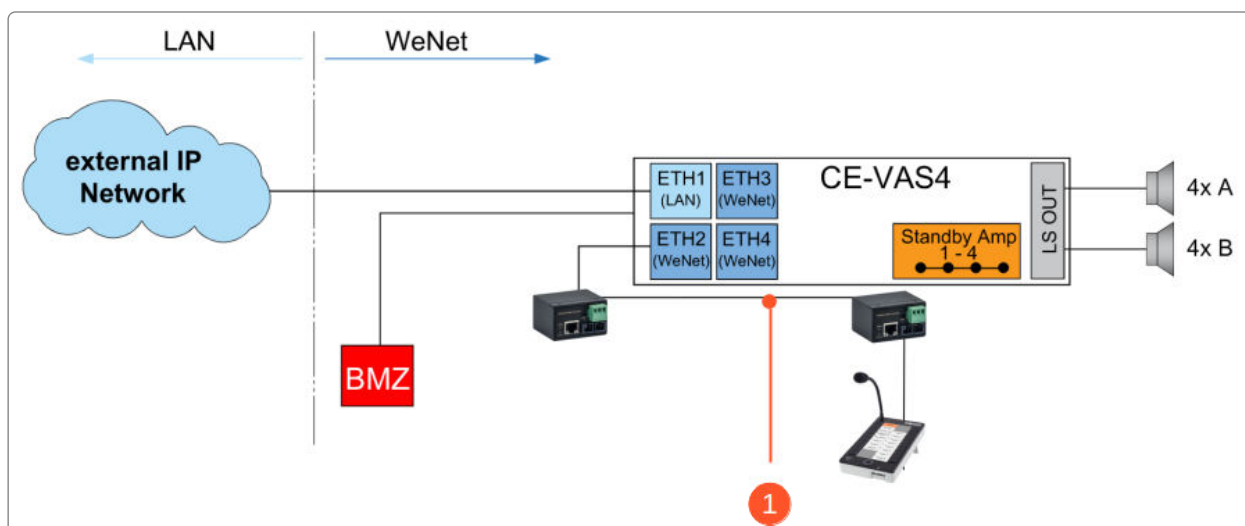 LAN
WeNet
external IP
Network
ETH1
(LAN)
ETH3
(WeNet)
CE-VAS4
ETH2
(WeNet)
ETH4
(WeNet)
Standby Amp
1 - 4
LS OUT
4x A
4x B
BMZ
1